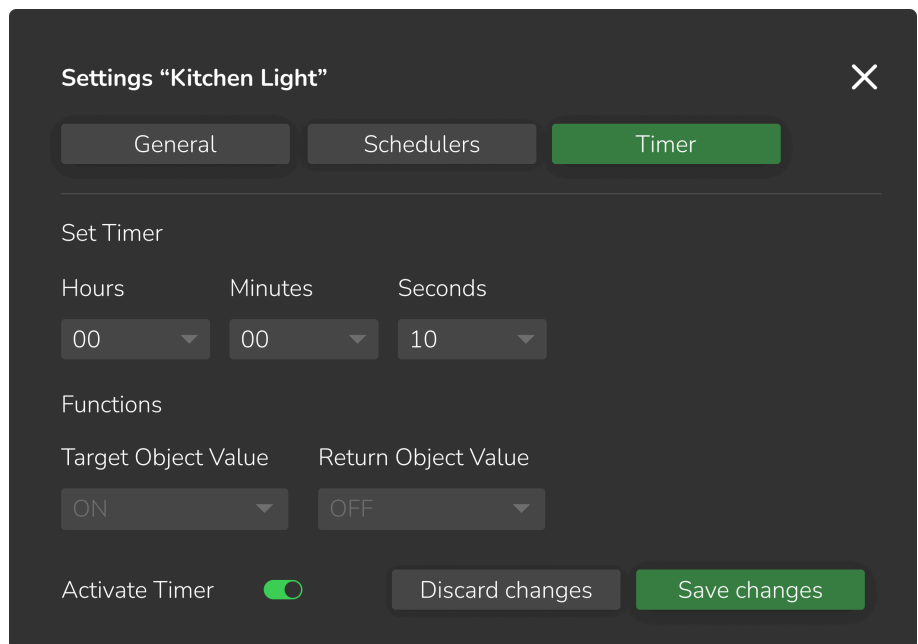 Settings “Kitchen Light”
General Schedulers Timer
Set Timer
Hours Minutes Seconds
00 00 10
Functions
Target Object Value Return Object Value
ON OFF
Activate Timer Discard changes Save changes